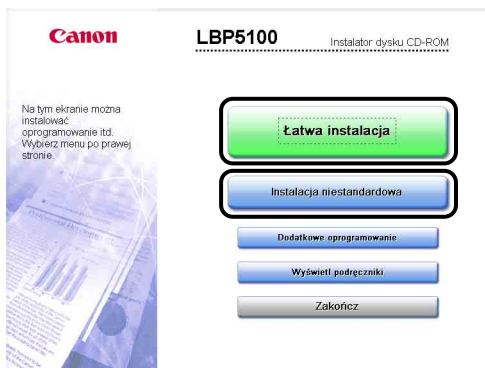 Canon
LBP5100
Instalator dysku CD-ROM
Na tym ekranie można
instalować
oprogramowanie itd.
Wybierz menu po prawej
stronie.
Łatwa instalacja
Instalacja niestandardowa
Dodatkowe oprogramowanie
Wyświetl podręczniki
Zakończ